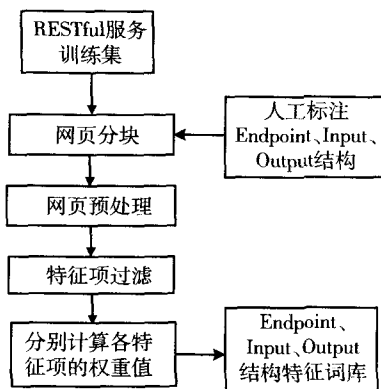 RESTful服务
训练集
网页分块
人工标注
Endpoint、Input、
Output结构
网页预处理
特征项过滤
分别计算各特
征项的权重值
Endpoint、
Input、Output
结构特征词库